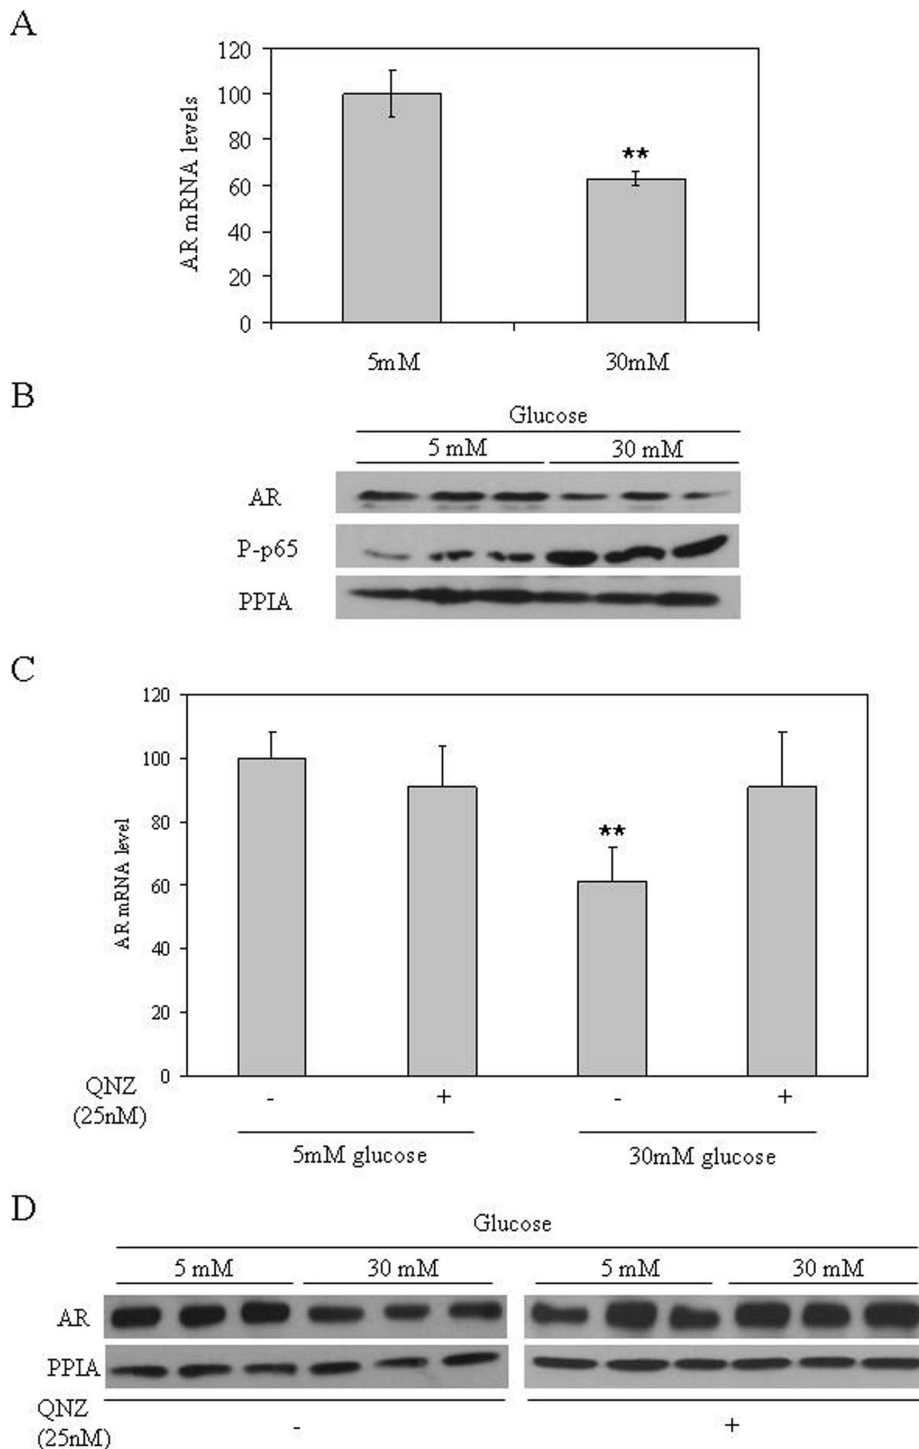 A
120
100
80
60
40
20
0
AR mRNA levels
**
5mM 30mM
B
Glucose
5 mM 30 mM
AR
P-p65
PPIA
C
120
100
80
60
40
20
0
AR mRNA level
**
QNZ
(25nM)
- + - +
5mM glucose 30mM glucose
D
Glucose
5 mM 30 mM 5 mM 30 mM
AR
PPIA
QNZ
(25nM)
- +